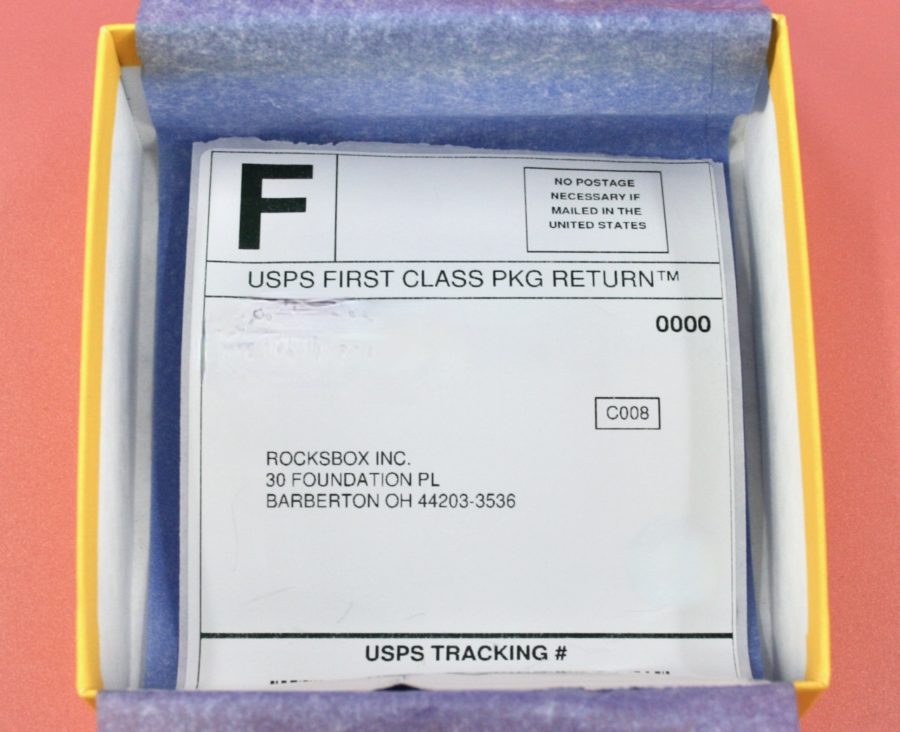 F
NO POSTAGE
NECESSARY IF
MAILED IN THE
UNITED STATES
USPS FIRST CLASS PKG RETURN™
0000
C008
ROCKSBOX INC.
30 FOUNDATION PL
BARBERTON OH 44203-3536
USPS TRACKING #